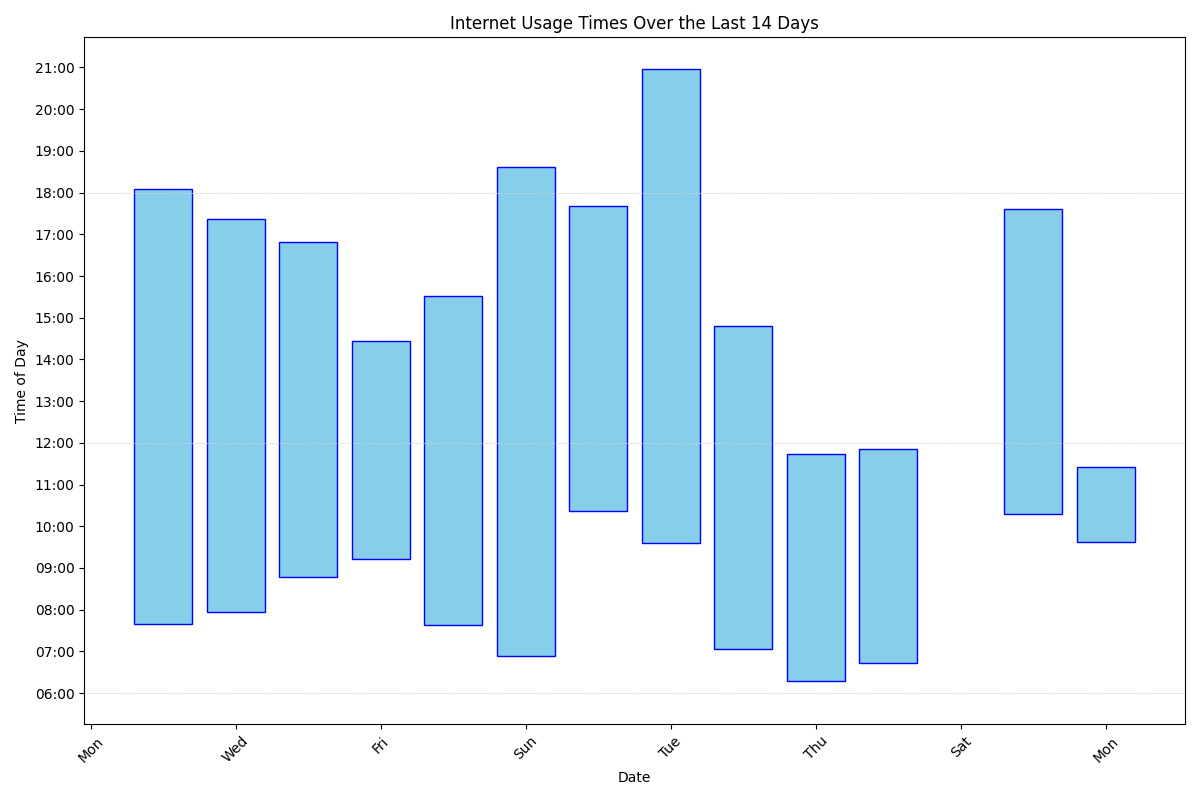 Internet Usage Times Over the Last 14 Days
21:00
20:00
19:00
18:00
17:00
16:00
15:00
14:00
13:00
12:00
11:00
10:00
09:00
08:00
07:00
06:00
Time of Day
Mon
Wed
Fri
Sun
Tue
Thu
Sat
Mon
Date